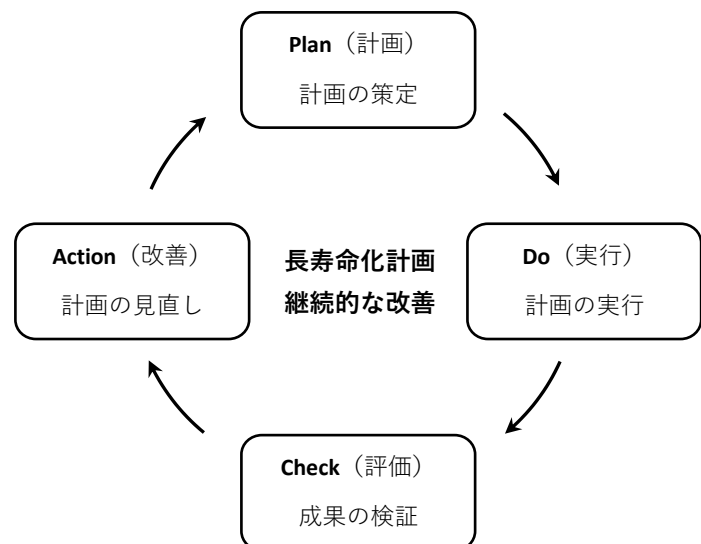 Plan（計画）
計画の策定
Action（改善）
計画の見直し
長寿命化計画
継続的な改善
Do（実行）
計画の実行
Check（評価）
成果の検証